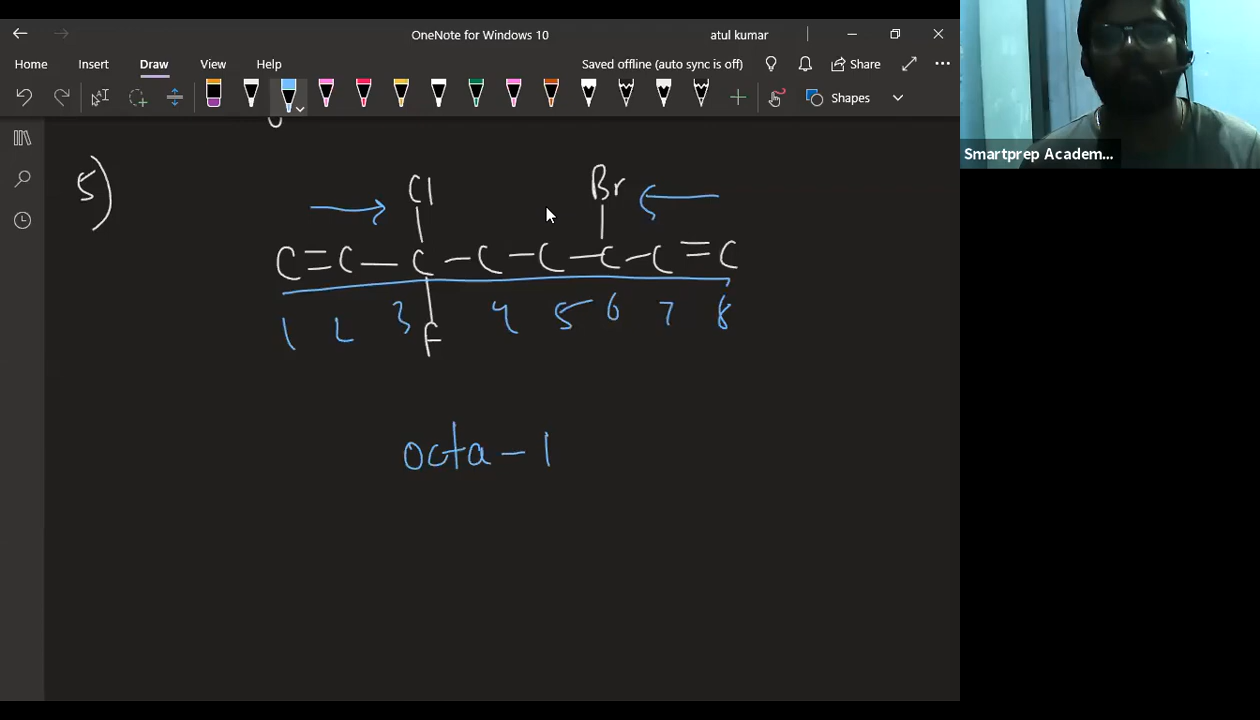 OneNote for Windows 10
atul kumar
Home Insert Draw View Help
Saved offline (auto sync is off)
Share
Shapes
Smartprep Academ...
5)
Cl Br
C=C—C-C-C-C-C=C
1 2 3 4 5 6 7 8
F
octa-1